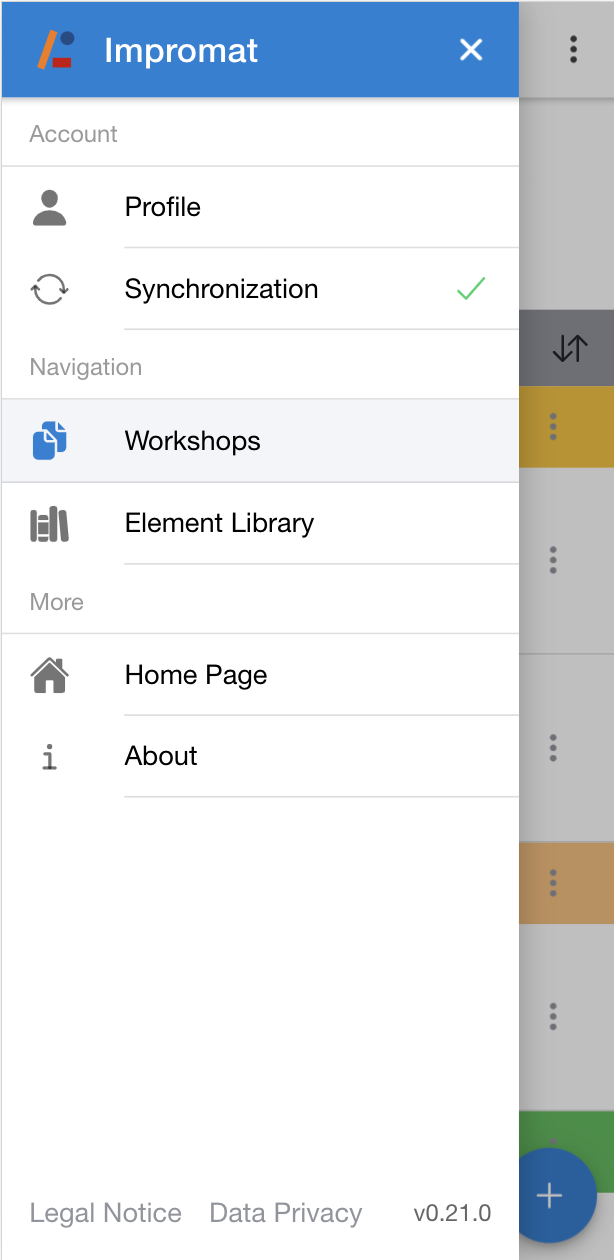 Impromat
Account
Profile
Synchronization
Navigation
Workshops
Element Library
More
Home Page
About
Legal Notice Data Privacy v0.21.0